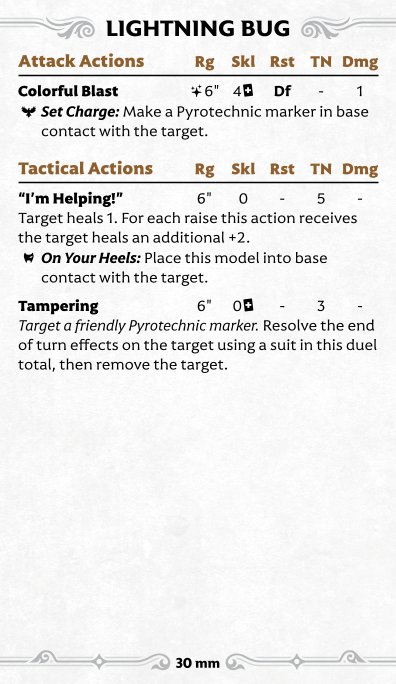 LIGHTNING BUG
Attack Actions Rg Skl Rst TN Dmg
Colorful Blast 6" 4 Df - 1
Set Charge: Make a Pyrotechnic marker in base
contact with the target.
Tactical Actions Rg Skl Rst TN Dmg
“I’m Helping!” 6" 0 - 5 -
Target heals 1. For each raise this action receives
the target heals an additional +2.
On Your Heels: Place this model into base
contact with the target.
Tampering 6" 0 - 3 -
Target a friendly Pyrotechnic marker. Resolve the end
of turn effects on the target using a suit in this duel
total, then remove the target.
30 mm